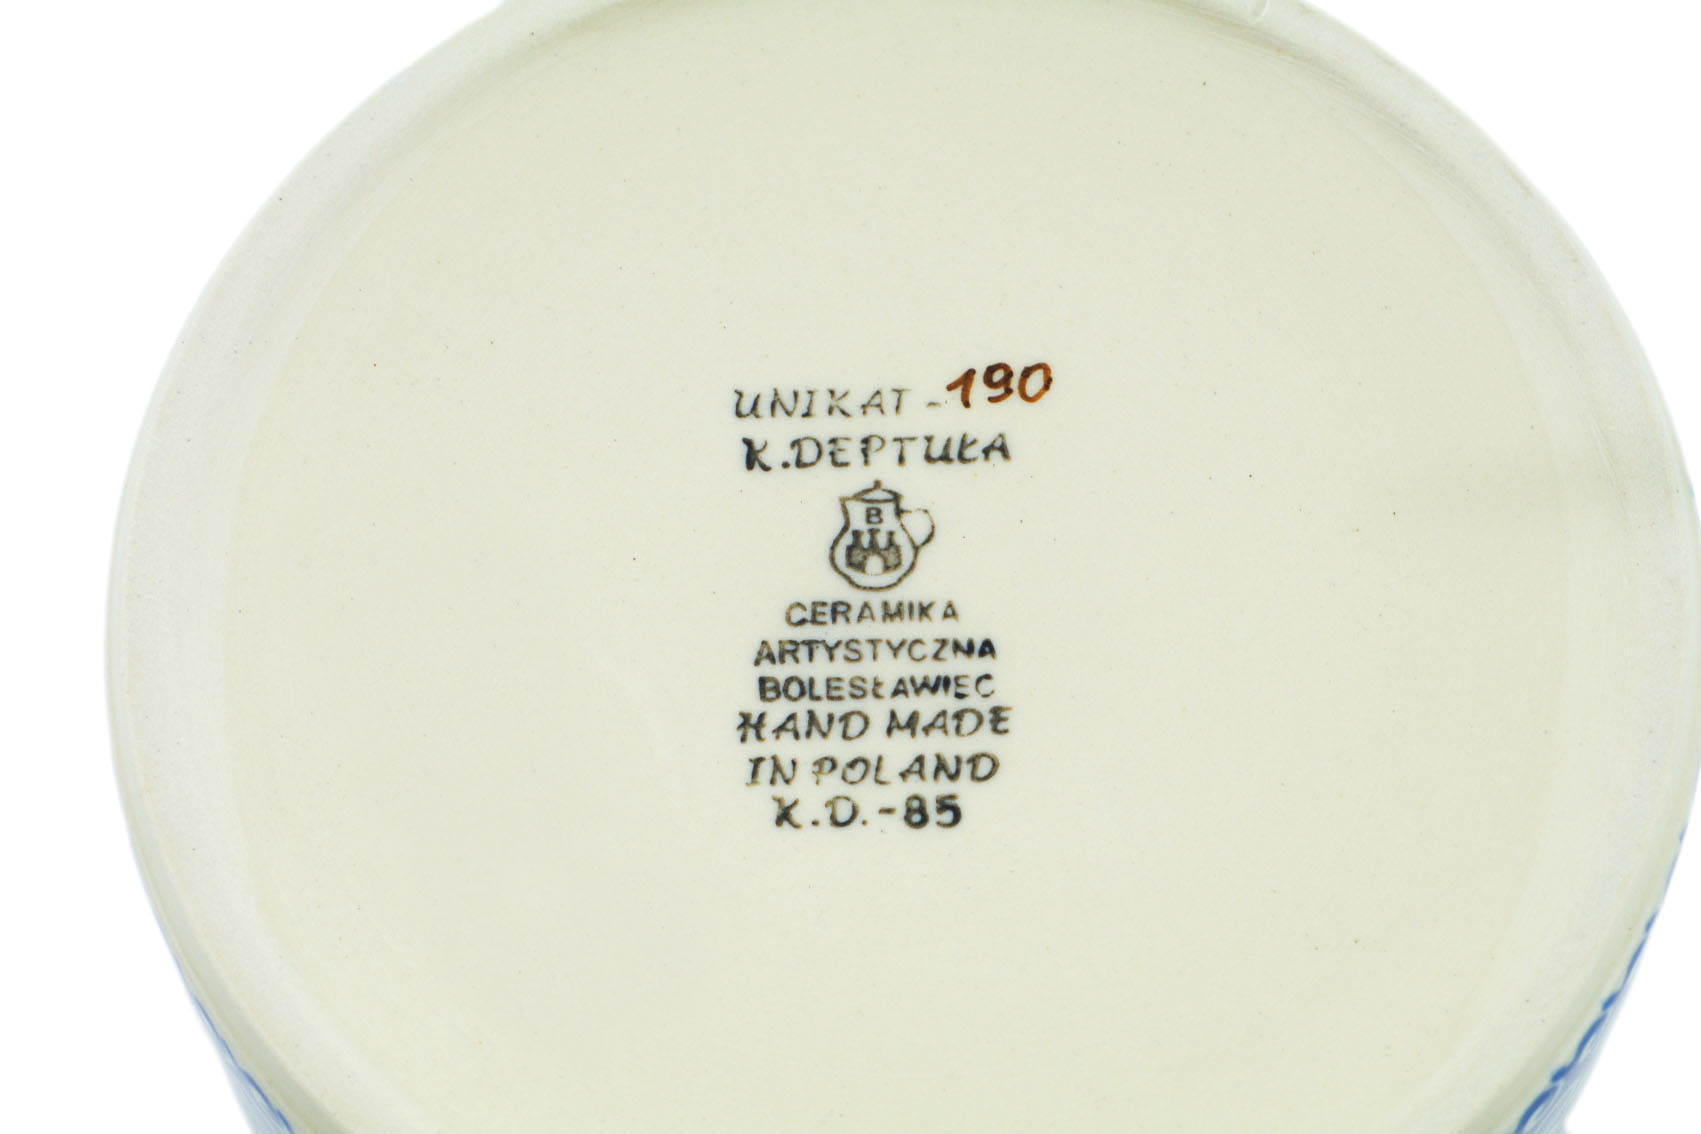 UNIKAT - 190
K. DEPTUŁA
B
CERAMIKA
ARTYSTYCZNA
BOLESŁAWIEC
HAND MADE
IN POLAND
K.D.-85